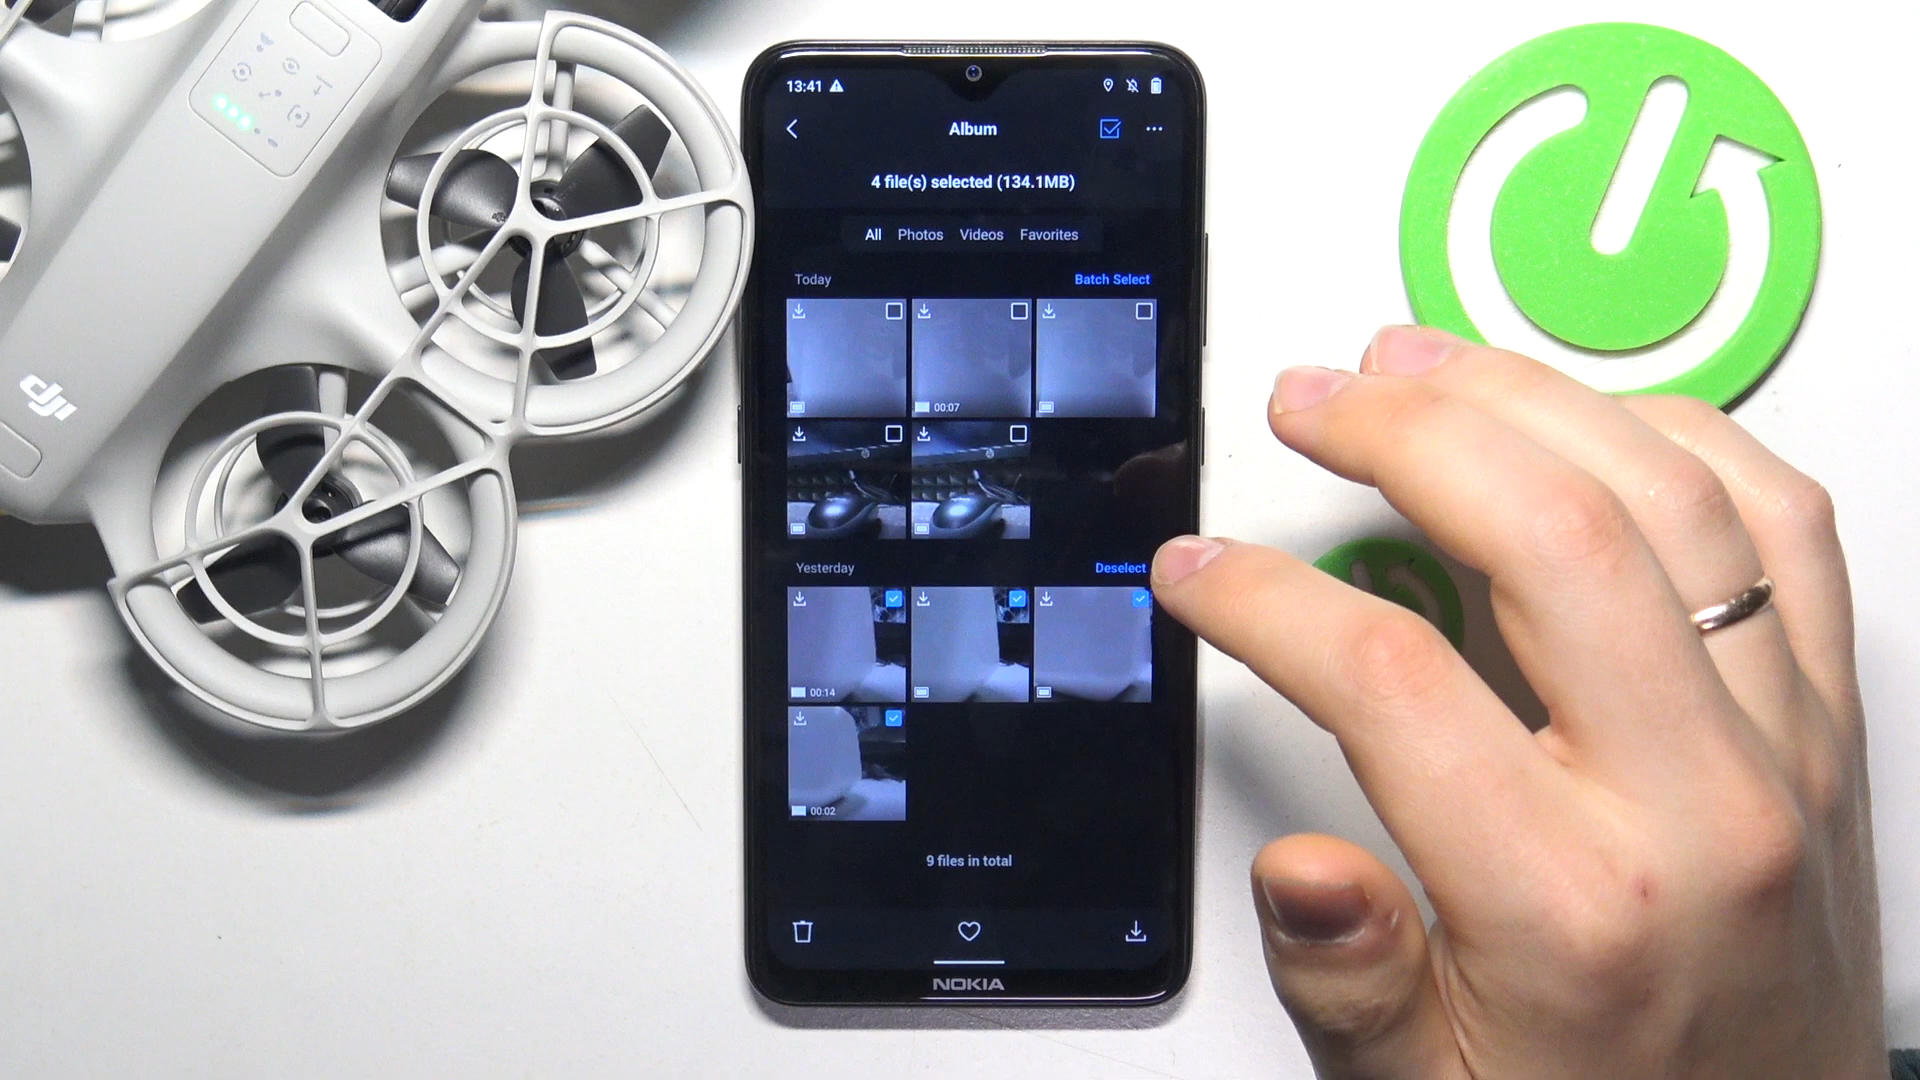 dji
13:41
Album
4 file(s) selected (134.1MB)
All Photos Videos Favorites
Today Batch Select
00:07
Yesterday Deselect
00:14
00:02
9 files in total
NOKIA